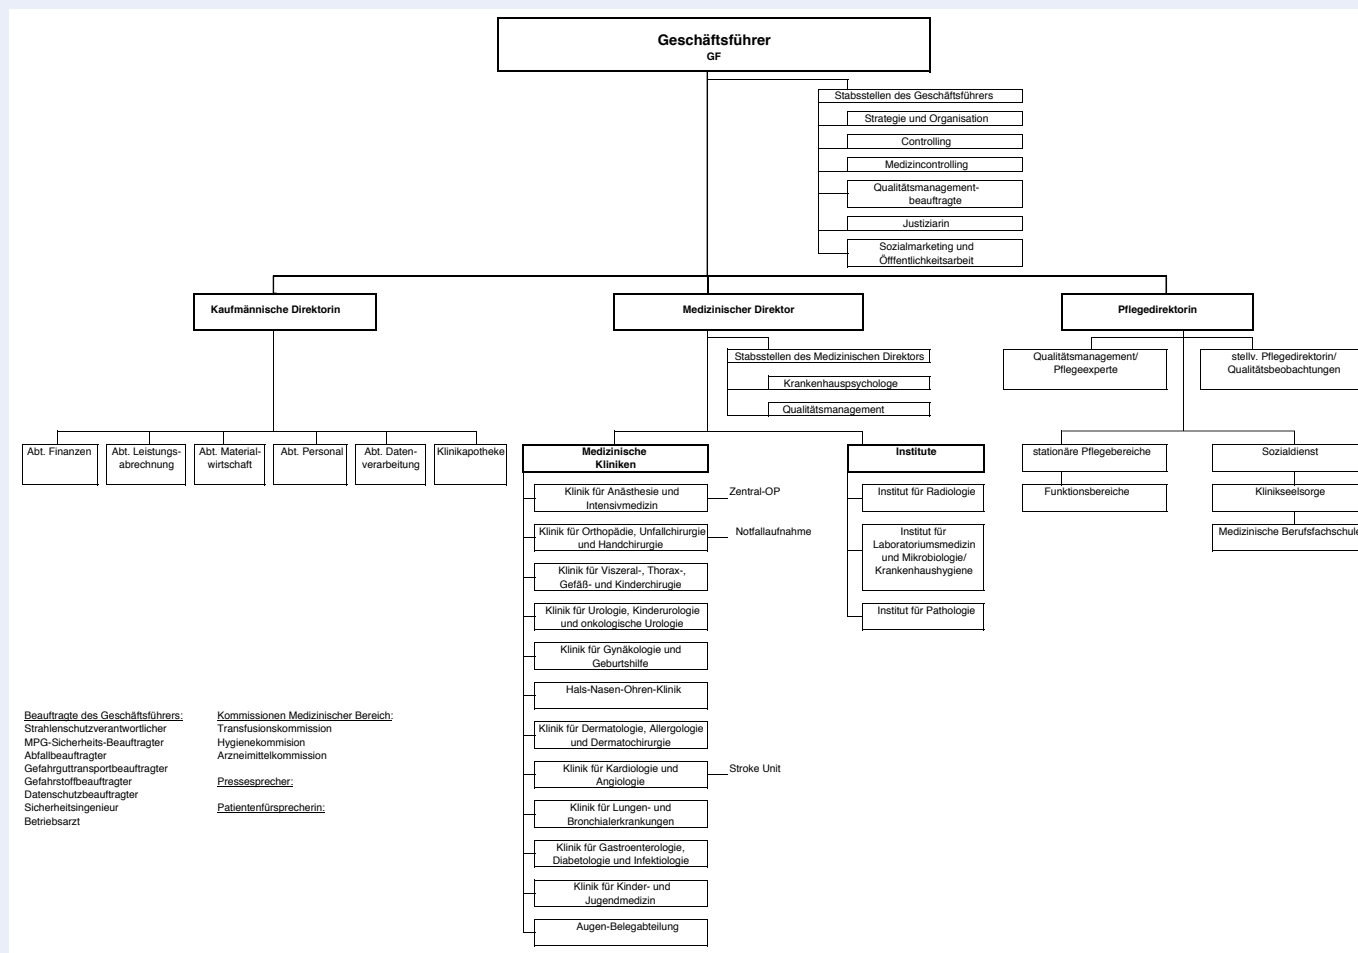 Geschäftsführer
GF
Stabsstellen des Geschäftsführers
Strategie und Organisation
Controlling
Medizincontrolling
Qualitätsmanagement-
beauftragte
Justiziarin
Sozialmarketing und
Öfffentlichkeitsarbeit
Kaufmännische Direktorin
Medizinischer Direktor
Pflegedirektorin
Stabsstellen des Medizinischen Direktors
Krankenhauspsychologe
Qualitätsmanagement
Qualitätsmanagement/
Pflegeexperte
stellv. Pflegedirektorin/
Qualitätsbeobachtungen
Abt. Finanzen
Abt. Leistungs-
abrechnung
Abt. Material-
wirtschaft
Abt. Personal
Abt. Daten-
verarbeitung
Klinikapotheke
Medizinische
Kliniken
Klinik für Anästhesie und
Intensivmedizin
Zentral-OP
Klinik für Orthopädie, Unfallchirurgie
und Handchirurgie
Notfallaufnahme
Klinik für Viszeral-, Thorax-,
Gefäß- und Kinderchirugie
Klinik für Urologie, Kinderurologie
und onkologische Urologie
Klinik für Gynäkologie und
Geburtshilfe
Hals-Nasen-Ohren-Klinik
Klinik für Dermatologie, Allergologie
und Dermatochirurgie
Klinik für Kardiologie und
Angiologie
Stroke Unit
Klinik für Lungen- und
Bronchialerkrankungen
Klinik für Gastroenterologie,
Diabetologie und Infektiologie
Klinik für Kinder- und
Jugendmedizin
Augen-Belegabteilung
Institute
Institut für Radiologie
Institut für
Laboratoriumsmedizin
und Mikrobiologie/
Krankenhaushygiene
Institut für Pathologie
stationäre Pflegebereiche
Funktionsbereiche
Sozialdienst
Klinikseelsorge
Medizinische Berufsfachschule
Beauftragte des Geschäftsführers:
Strahlenschutzverantwortlicher
MPG-Sicherheits-Beauftragter
Abfallbeauftragter
Gefahrguttransportbeauftragter
Gefahrstoffbeauftragter
Datenschutzbeauftragter
Sicherheitsingenieur
Betriebsarzt
Kommissionen Medizinischer Bereich:
Transfusionskommission
Hygienekommision
Arzneimittelkommission
Pressesprecher:
Patientenfürsprecherin: